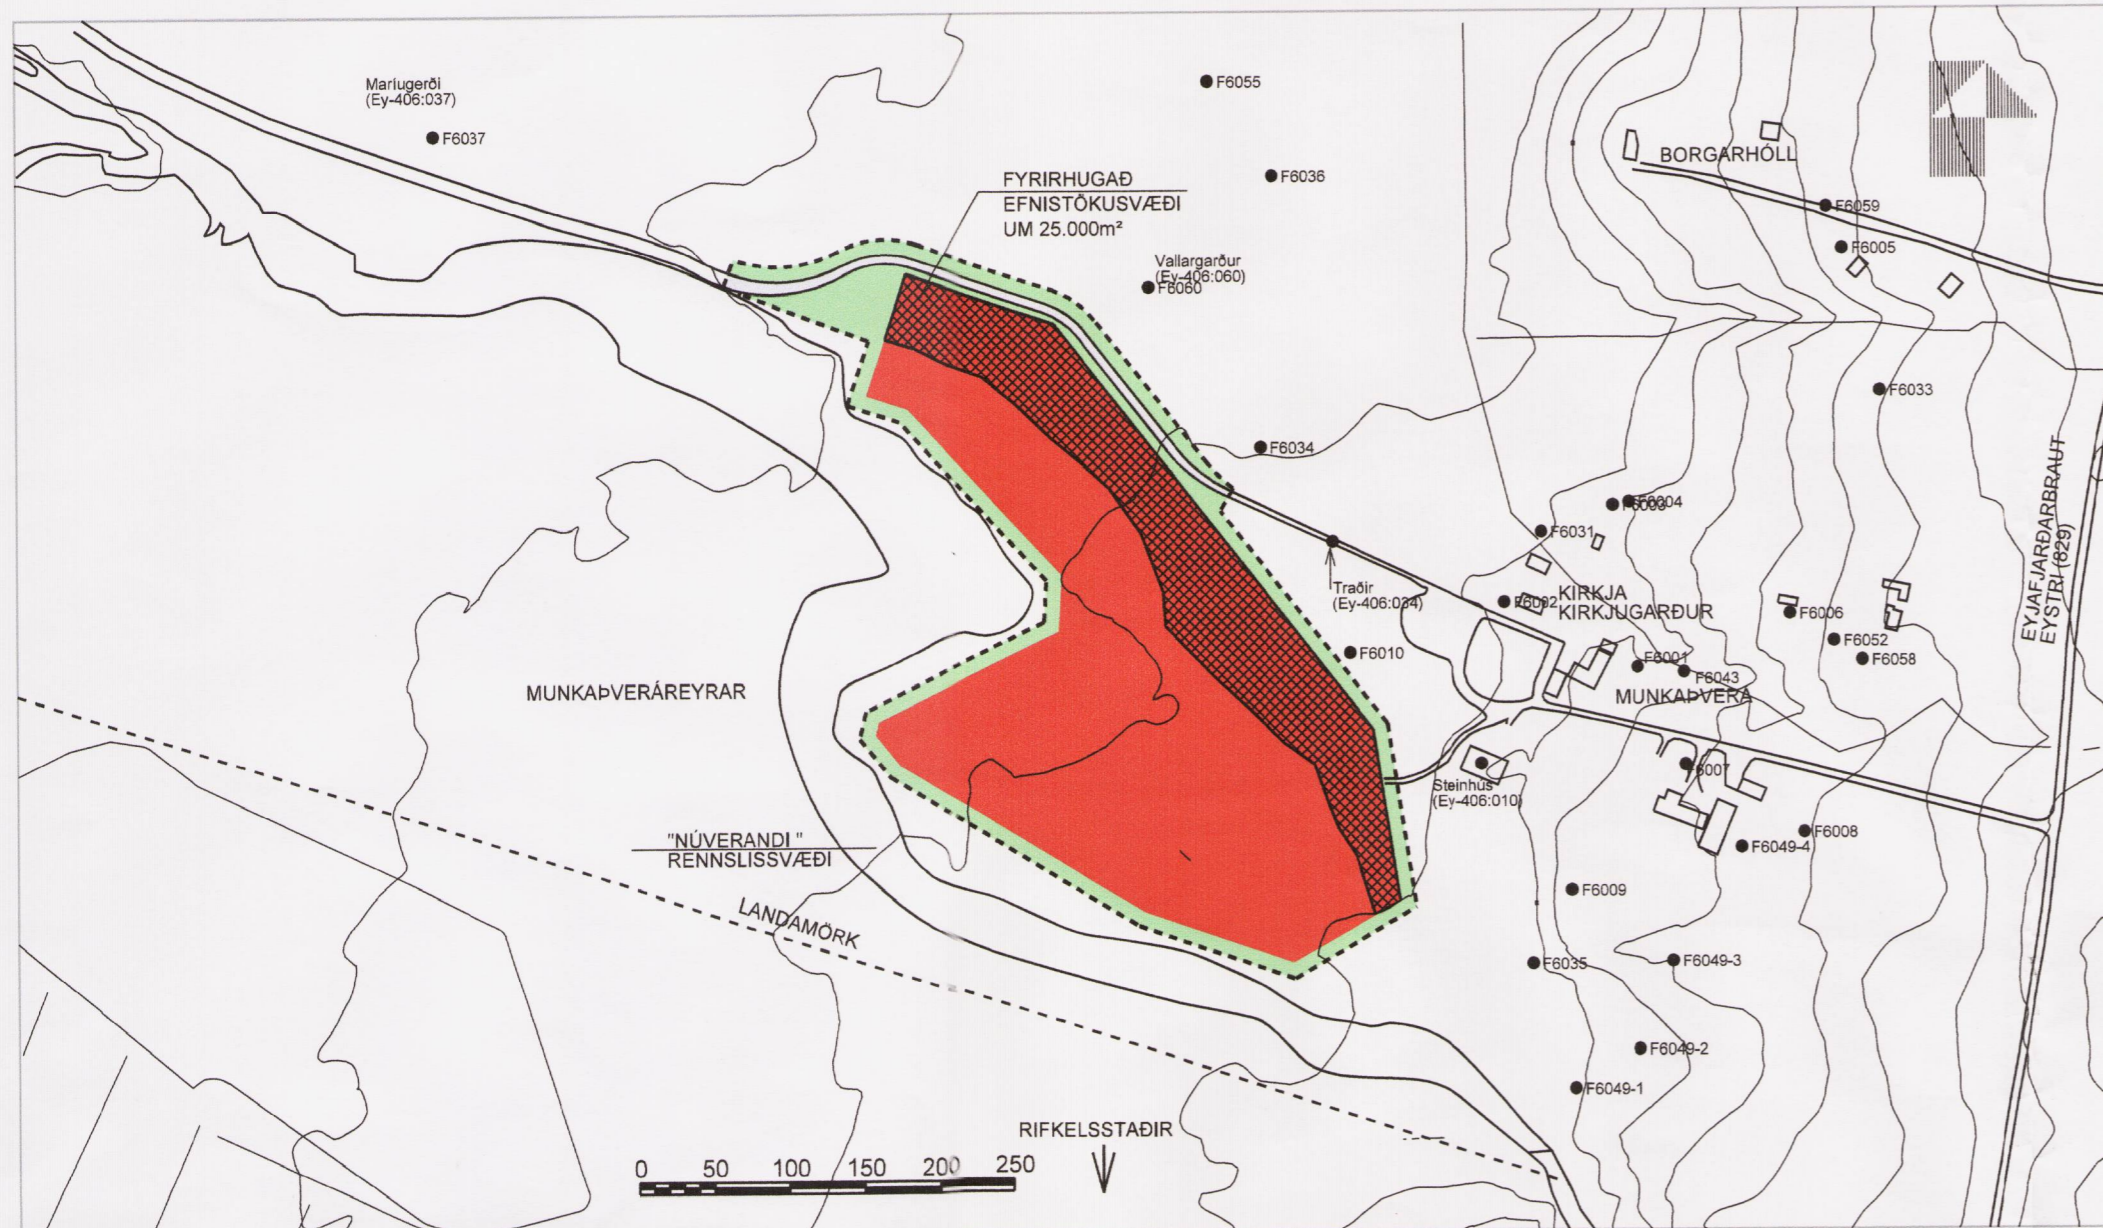 Maríugerði
(Ey-406:037)
F6037
F6055
F6036
FYRIRHUGAÐ
EFNISTÖKUSVÆÐI
UM 25.000m²
Vallargarður
(Ey-406:060)
F6060
BORGARHÓLL
F6059
F6005
F6033
F6034
F6004
F6003
F6031
EYJAFJARÐARBRAUT
EYSTRI (829)
Traðir
(Ey-406:034)
F6002
KIRKJA
KIRKJUGARÐUR
F6006
F6052
F6058
F6010
F6001
F6043
MUNKAÞVERÁ
MUNKAÞVERÁREYRAR
F6007
Steinhús
(Ey-406:010)
F6008
F6049-4
"NÚVERANDI "
RENNSLISSVÆÐI
F6009
LANDAMÖRK
F6035
F6049-3
F6049-2
F6049-1
RIFKELSSTAÐIR
0 50 100 150 200 250